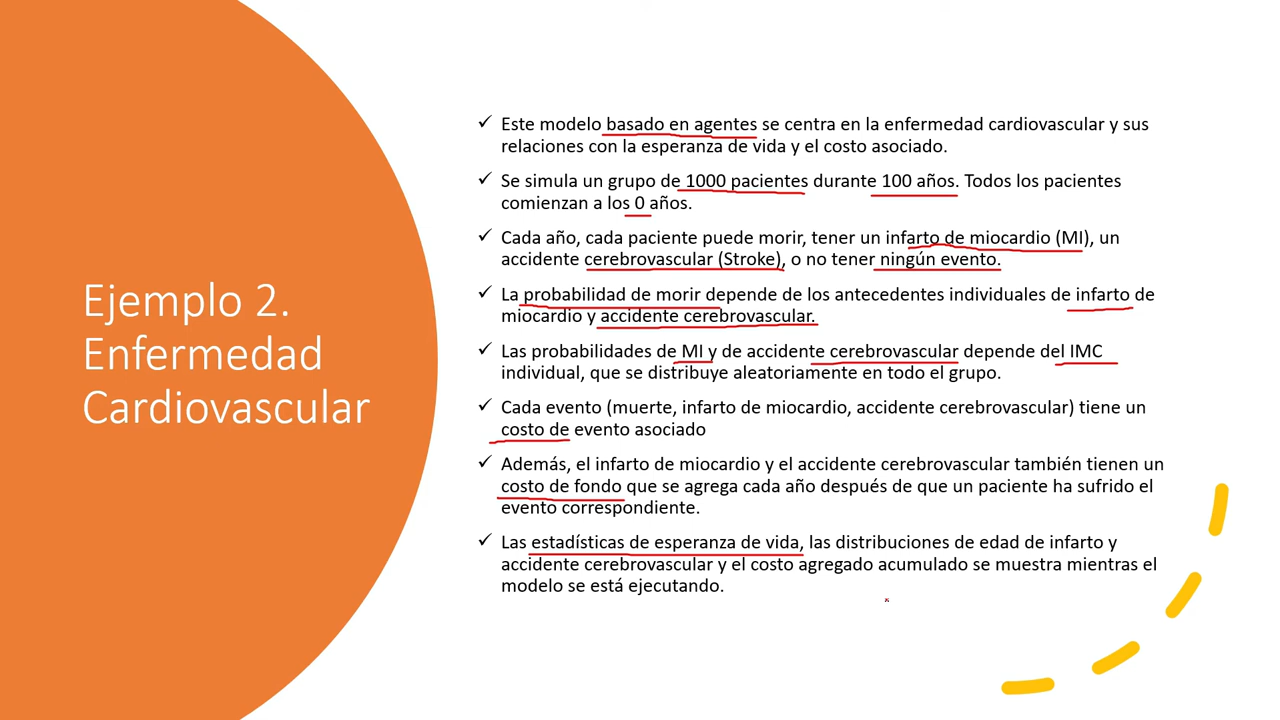 Ejemplo 2.
Enfermedad
Cardiovascular
✓ Este modelo basado en agentes se centra en la enfermedad cardiovascular y sus
relaciones con la esperanza de vida y el costo asociado.
✓ Se simula un grupo de 1000 pacientes durante 100 años. Todos los pacientes
comienzan a los 0 años.
✓ Cada año, cada paciente puede morir, tener un infarto de miocardio (MI), un
accidente cerebrovascular (Stroke), o no tener ningún evento.
✓ La probabilidad de morir depende de los antecedentes individuales de infarto de
miocardio y accidente cerebrovascular.
✓ Las probabilidades de MI y de accidente cerebrovascular depende del IMC
individual, que se distribuye aleatoriamente en todo el grupo.
✓ Cada evento (muerte, infarto de miocardio, accidente cerebrovascular) tiene un
costo de evento asociado
✓ Además, el infarto de miocardio y el accidente cerebrovascular también tienen un
costo de fondo que se agrega cada año después de que un paciente ha sufrido el
evento correspondiente.
✓ Las estadísticas de esperanza de vida, las distribuciones de edad de infarto y
accidente cerebrovascular y el costo agregado acumulado se muestra mientras el
modelo se está ejecutando.